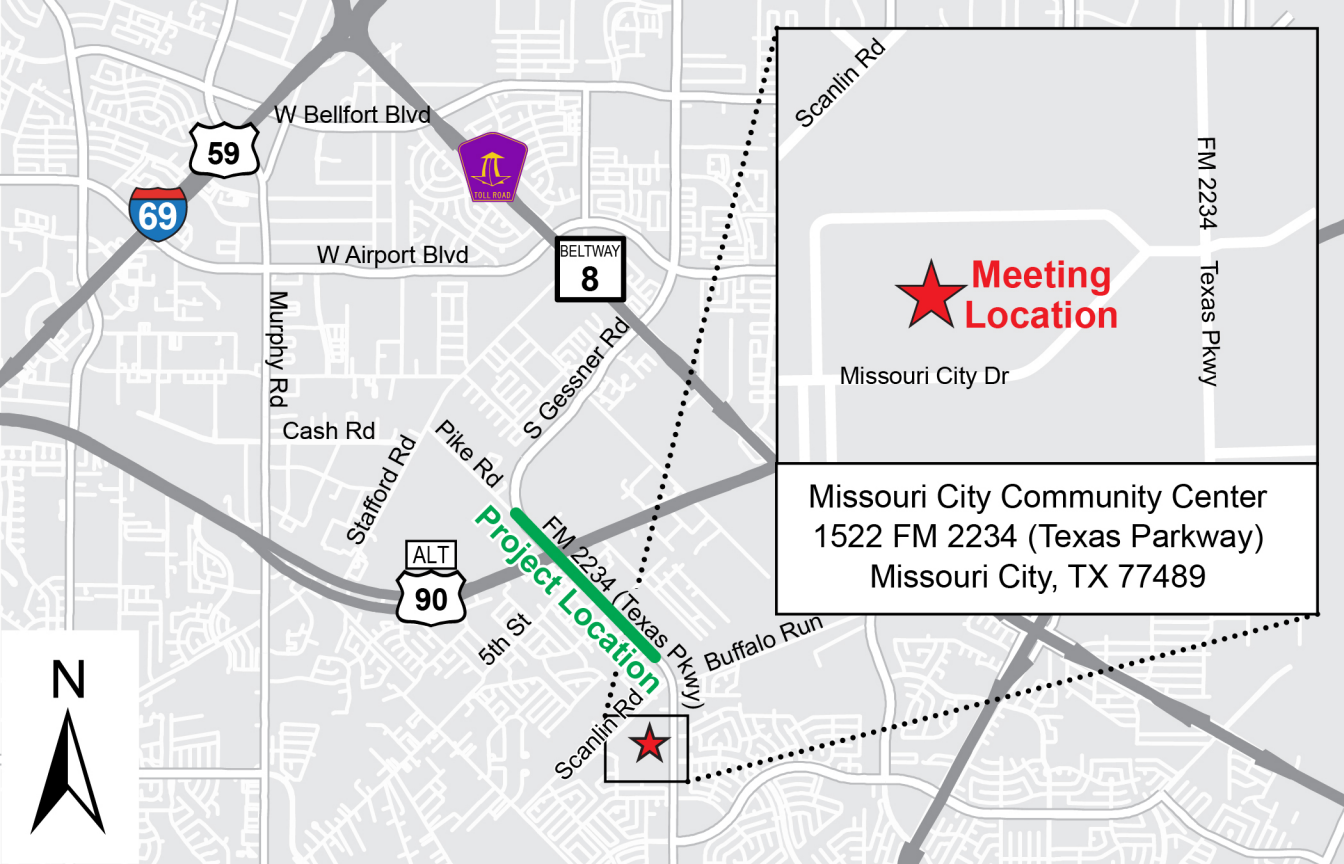 W Bellfort Blvd
59
69
TOLL ROAD
W Airport Blvd
BELTWAY
8
Murphy Rd
S Gessner Rd
Cash Rd
Stafford Rd
Pike Rd
FM 2234 (Texas Pkwy)
Project Location
ALT
90
5th St
Buffalo Run
Scanlin Rd
N
Scanlin Rd
FM 2234 Texas Pkwy
Meeting
Location
Missouri City Dr
Missouri City Community Center
1522 FM 2234 (Texas Parkway)
Missouri City, TX 77489